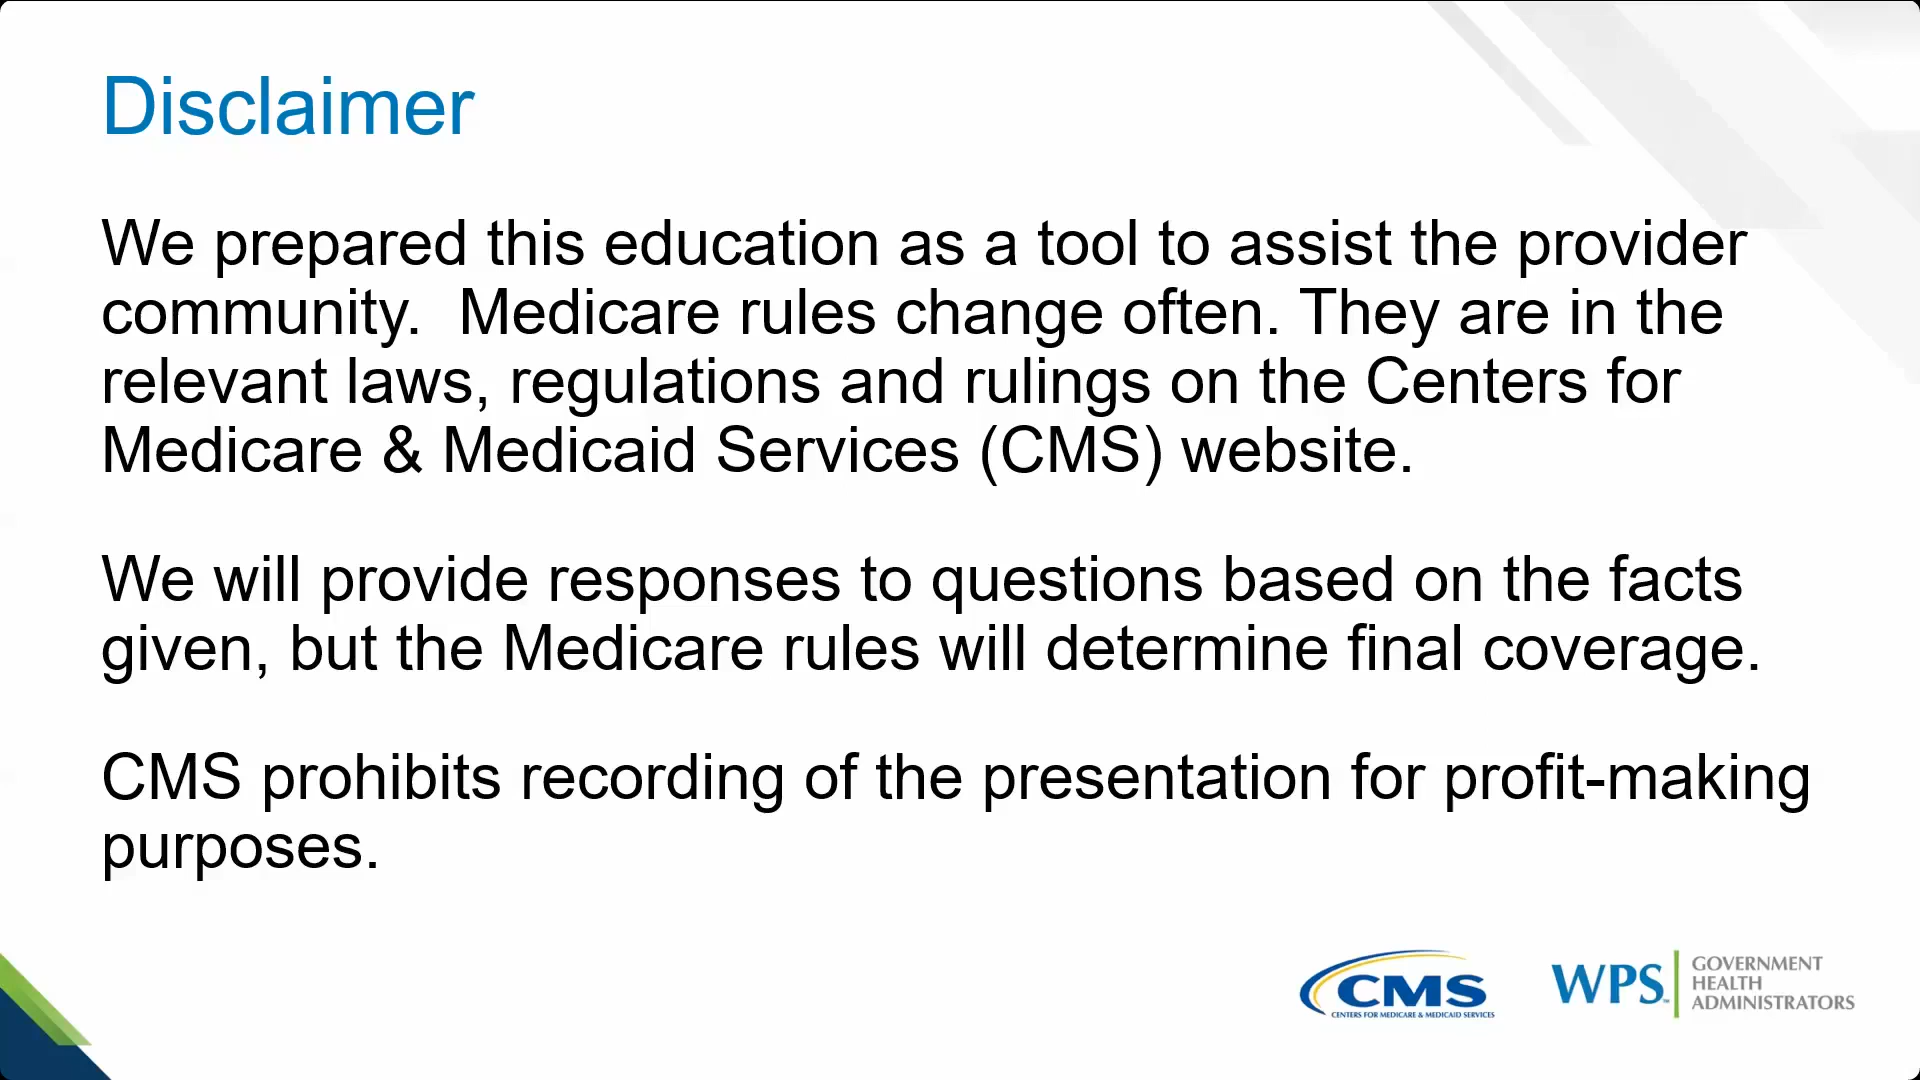 Disclaimer
We prepared this education as a tool to assist the provider
community.  Medicare rules change often. They are in the
relevant laws, regulations and rulings on the Centers for
Medicare & Medicaid Services (CMS) website.
We will provide responses to questions based on the facts
given, but the Medicare rules will determine final coverage.
CMS prohibits recording of the presentation for profit-making
purposes.
CMS
CENTERS FOR MEDICARE & MEDICAID SERVICES
WPS™
GOVERNMENT
HEALTH
ADMINISTRATORS